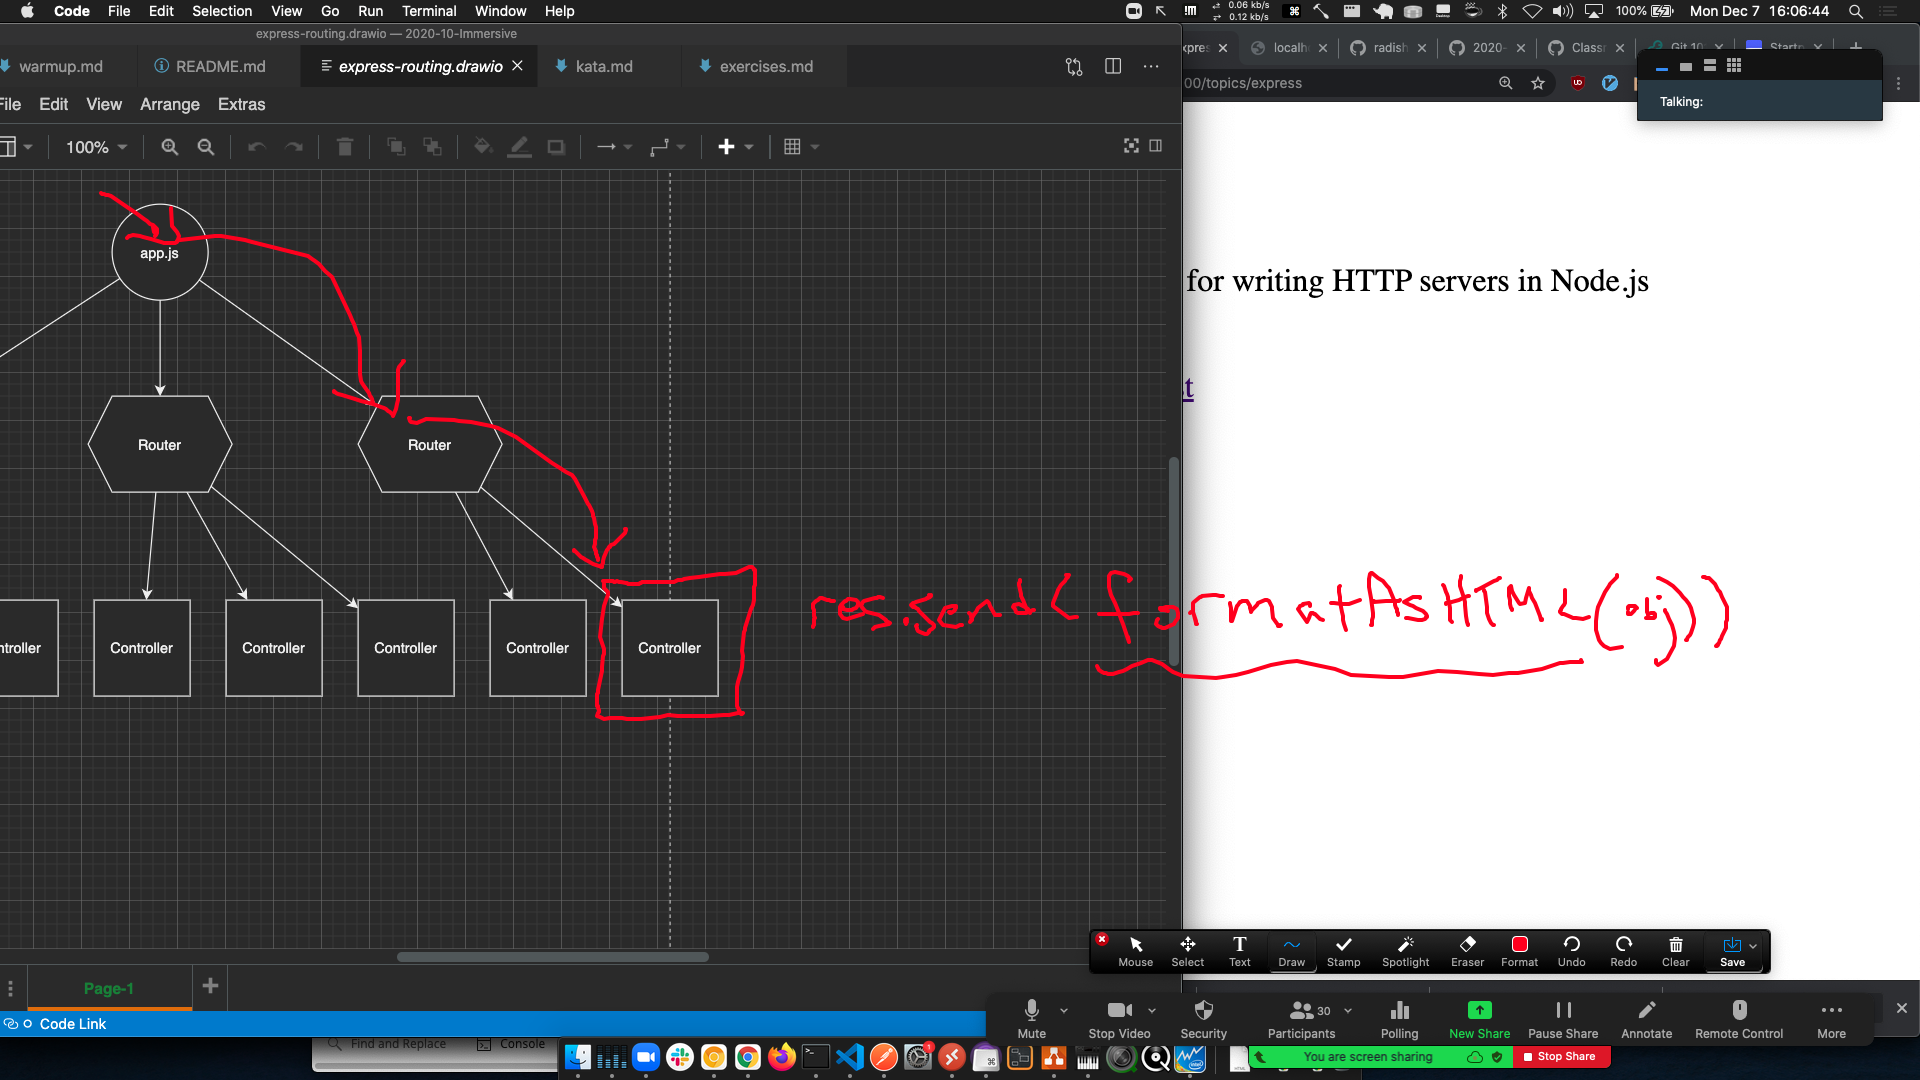 Code File Edit Selection View Go Run Terminal Window Help
0.06 kb/s
0.12 kb/s
100%
Mon Dec 7 16:06:44
express-routing.drawio — 2020-10-Immersive
warmup.md
README.md
express-routing.drawio
kata.md
exercises.md
xpres
localh
radish
2020-
Classr
Git 10
Start
00/topics/express
Talking:
File Edit View Arrange Extras
100%
app.js
for writing HTTP servers in Node.js
t
Router
Router
res.send(formatAsHTML(obj))
ntroller
Controller
Controller
Controller
Controller
Controller
Mouse
Select
Text
Draw
Stamp
Spotlight
Eraser
Format
Undo
Redo
Clear
Save
Page-1
Code Link
Mute
Stop Video
Security
30
Participants
Polling
New Share
Pause Share
Annotate
Remote Control
More
Find and Replace
Console
1
You are screen sharing
Stop Share